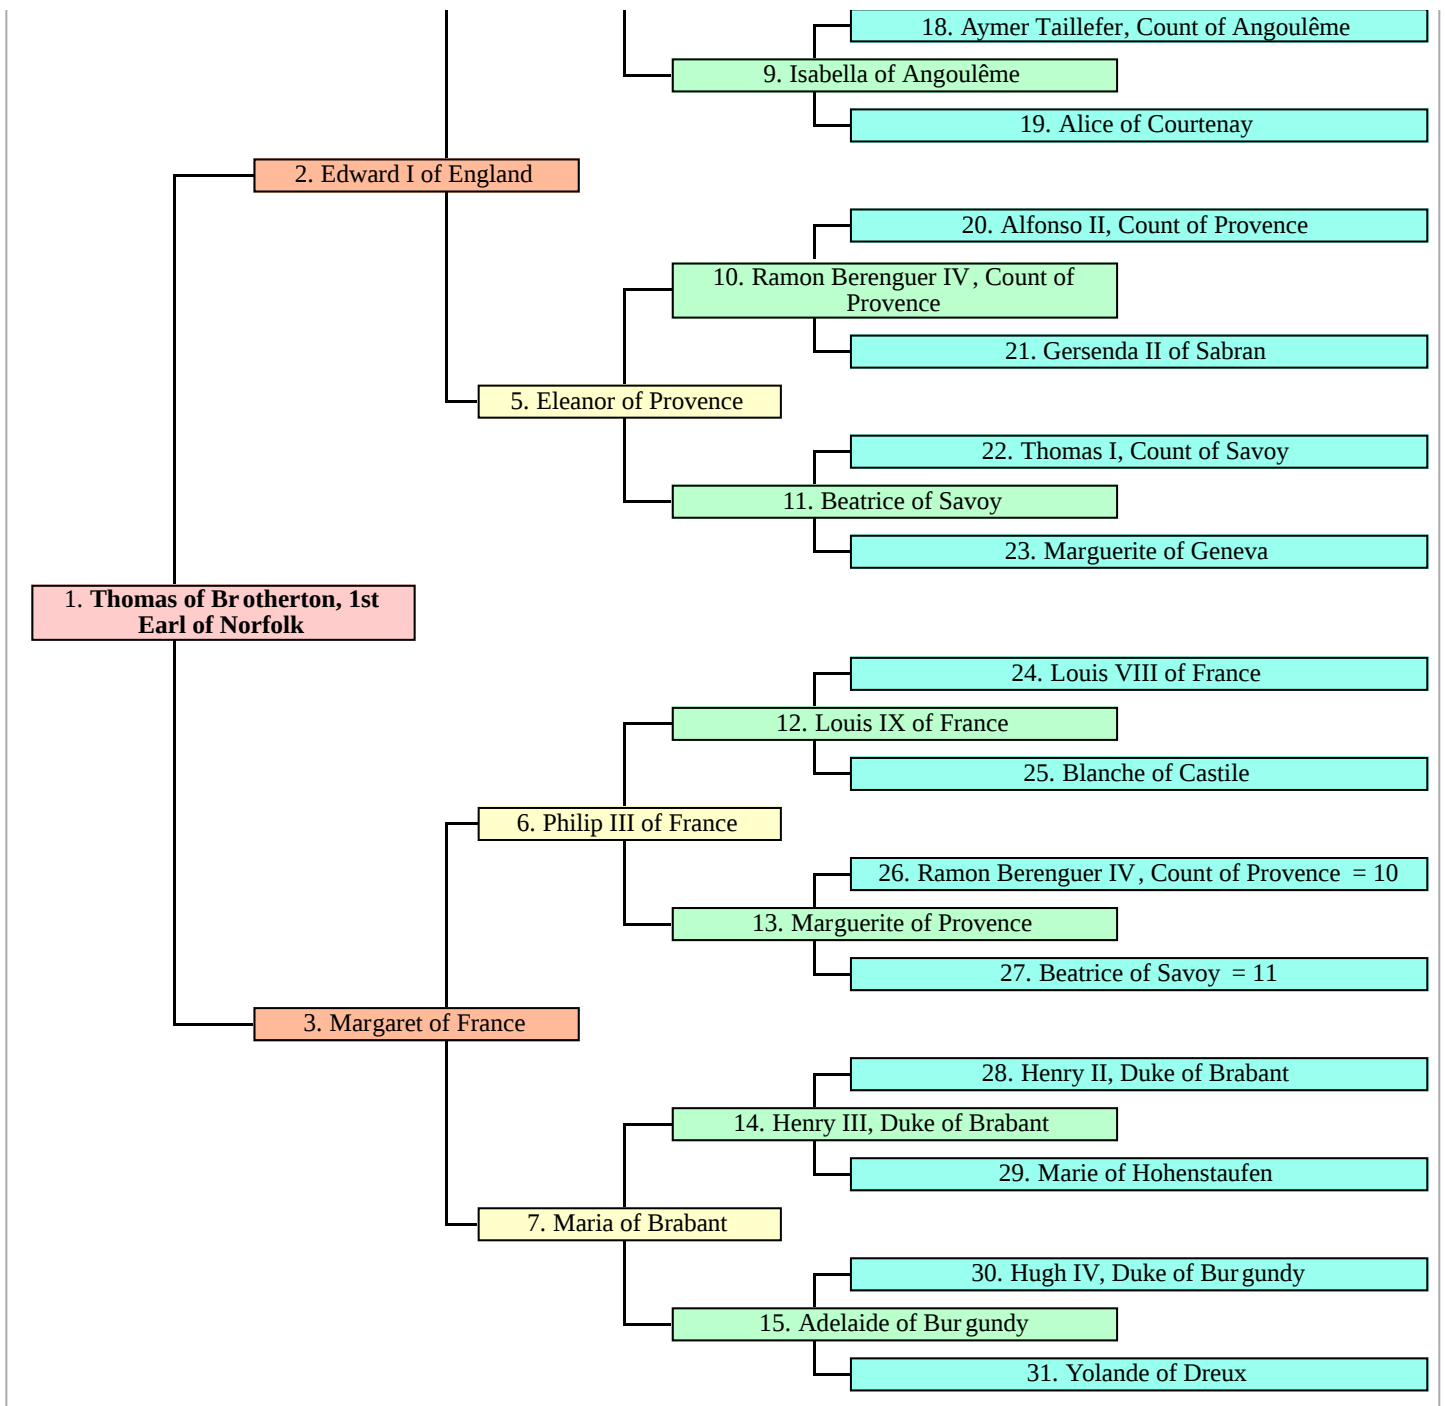 18. Aymer Taillefer, Count of Angoulême
9. Isabella of Angoulême
19. Alice of Courtenay
2. Edward I of England
20. Alfonso II, Count of Provence
10. Ramon Berenguer IV, Count of
Provence
21. Gersenda II of Sabran
5. Eleanor of Provence
22. Thomas I, Count of Savoy
11. Beatrice of Savoy
23. Marguerite of Geneva
1. Thomas of Brotherton, 1st
Earl of Norfolk
24. Louis VIII of France
12. Louis IX of France
25. Blanche of Castile
6. Philip III of France
26. Ramon Berenguer IV, Count of Provence = 10
13. Marguerite of Provence
27. Beatrice of Savoy = 11
3. Margaret of France
28. Henry II, Duke of Brabant
14. Henry III, Duke of Brabant
29. Marie of Hohenstaufen
7. Maria of Brabant
30. Hugh IV, Duke of Burgundy
15. Adelaide of Burgundy
31. Yolande of Dreux